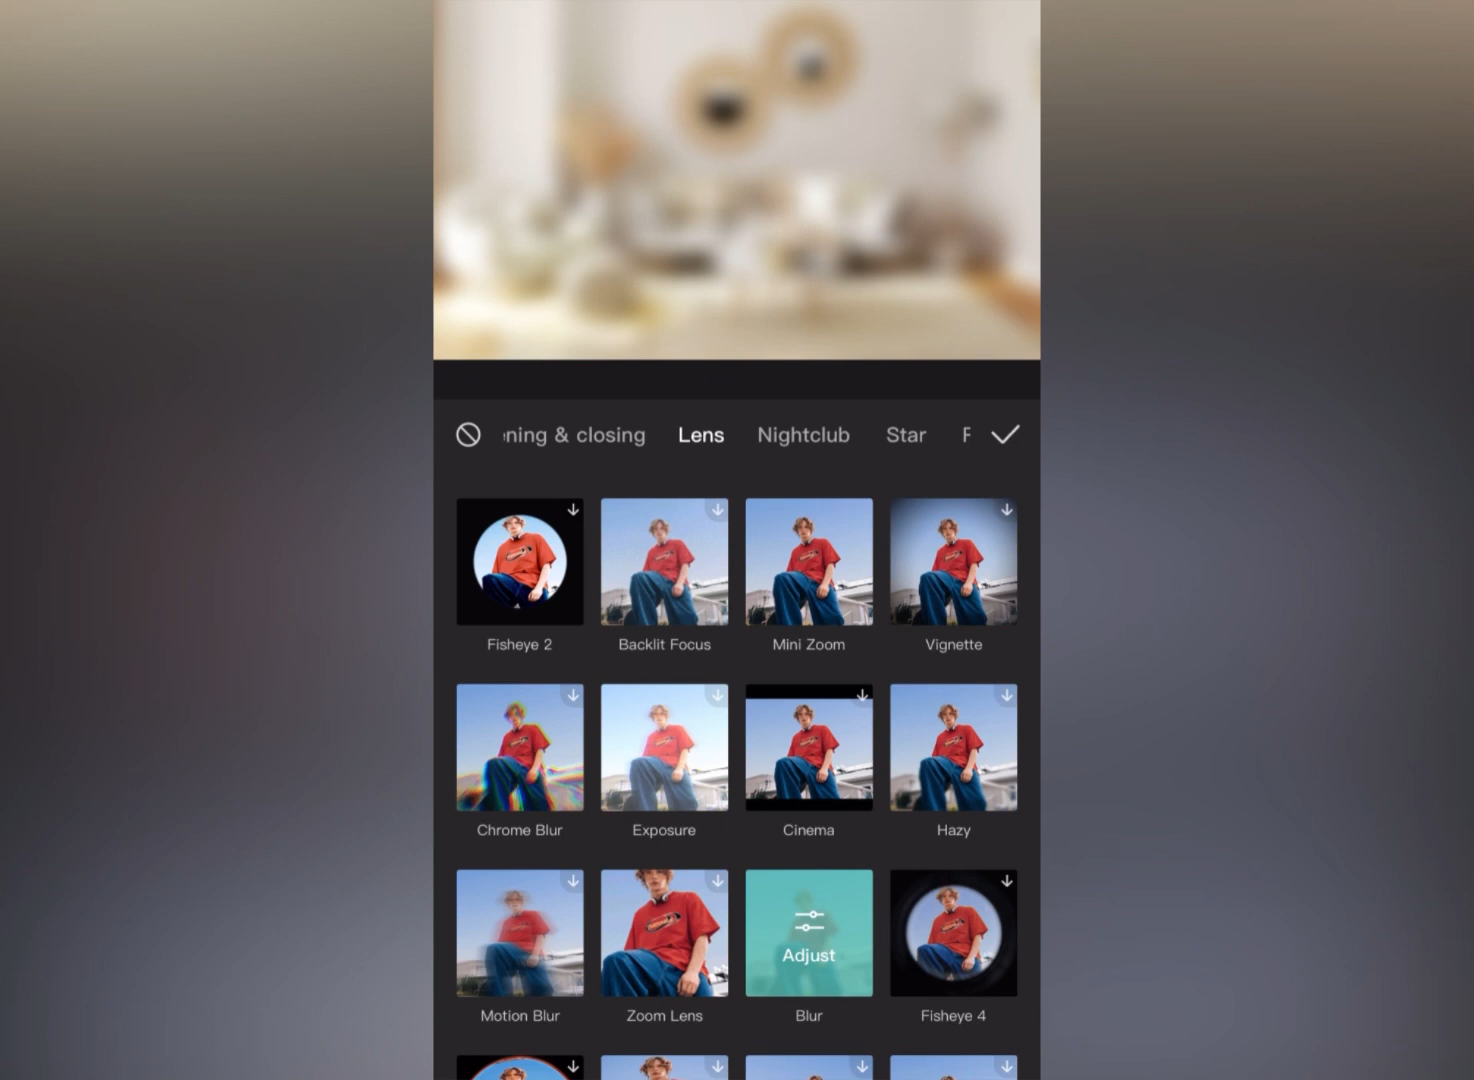 ning & closing Lens Nightclub Star
Fisheye 2 Backlit Focus Mini Zoom Vignette
Chrome Blur Exposure Cinema Hazy
Adjust
Motion Blur Zoom Lens Blur Fisheye 4